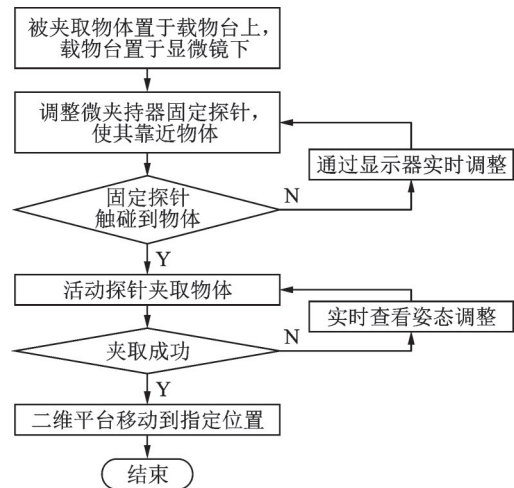 被夹取物体置于载物台上，
载物台置于显微镜下
调整微夹持器固定探针，
使其靠近物体
通过显示器实时调整
固定探针
触碰到物体
N
Y
活动探针夹取物体
实时查看姿态调整
夹取成功
N
Y
二维平台移动到指定位置
结束